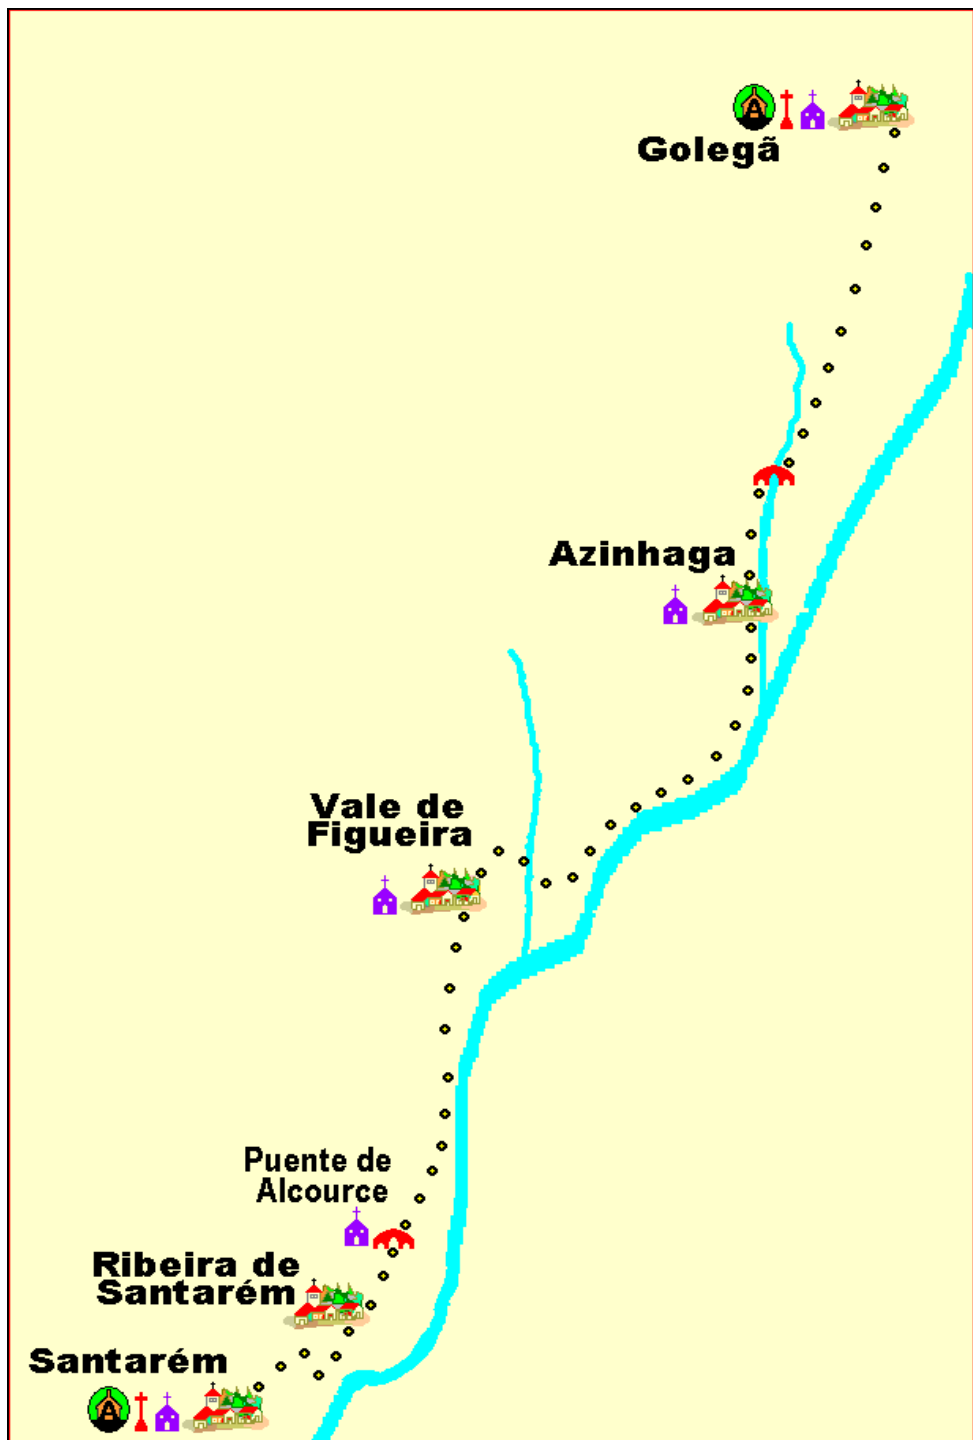 A
Golegã
Azinhaga
Vale de
Figueira
Puente de
Alcource
Ribeira de
Santarém
Santarém
A